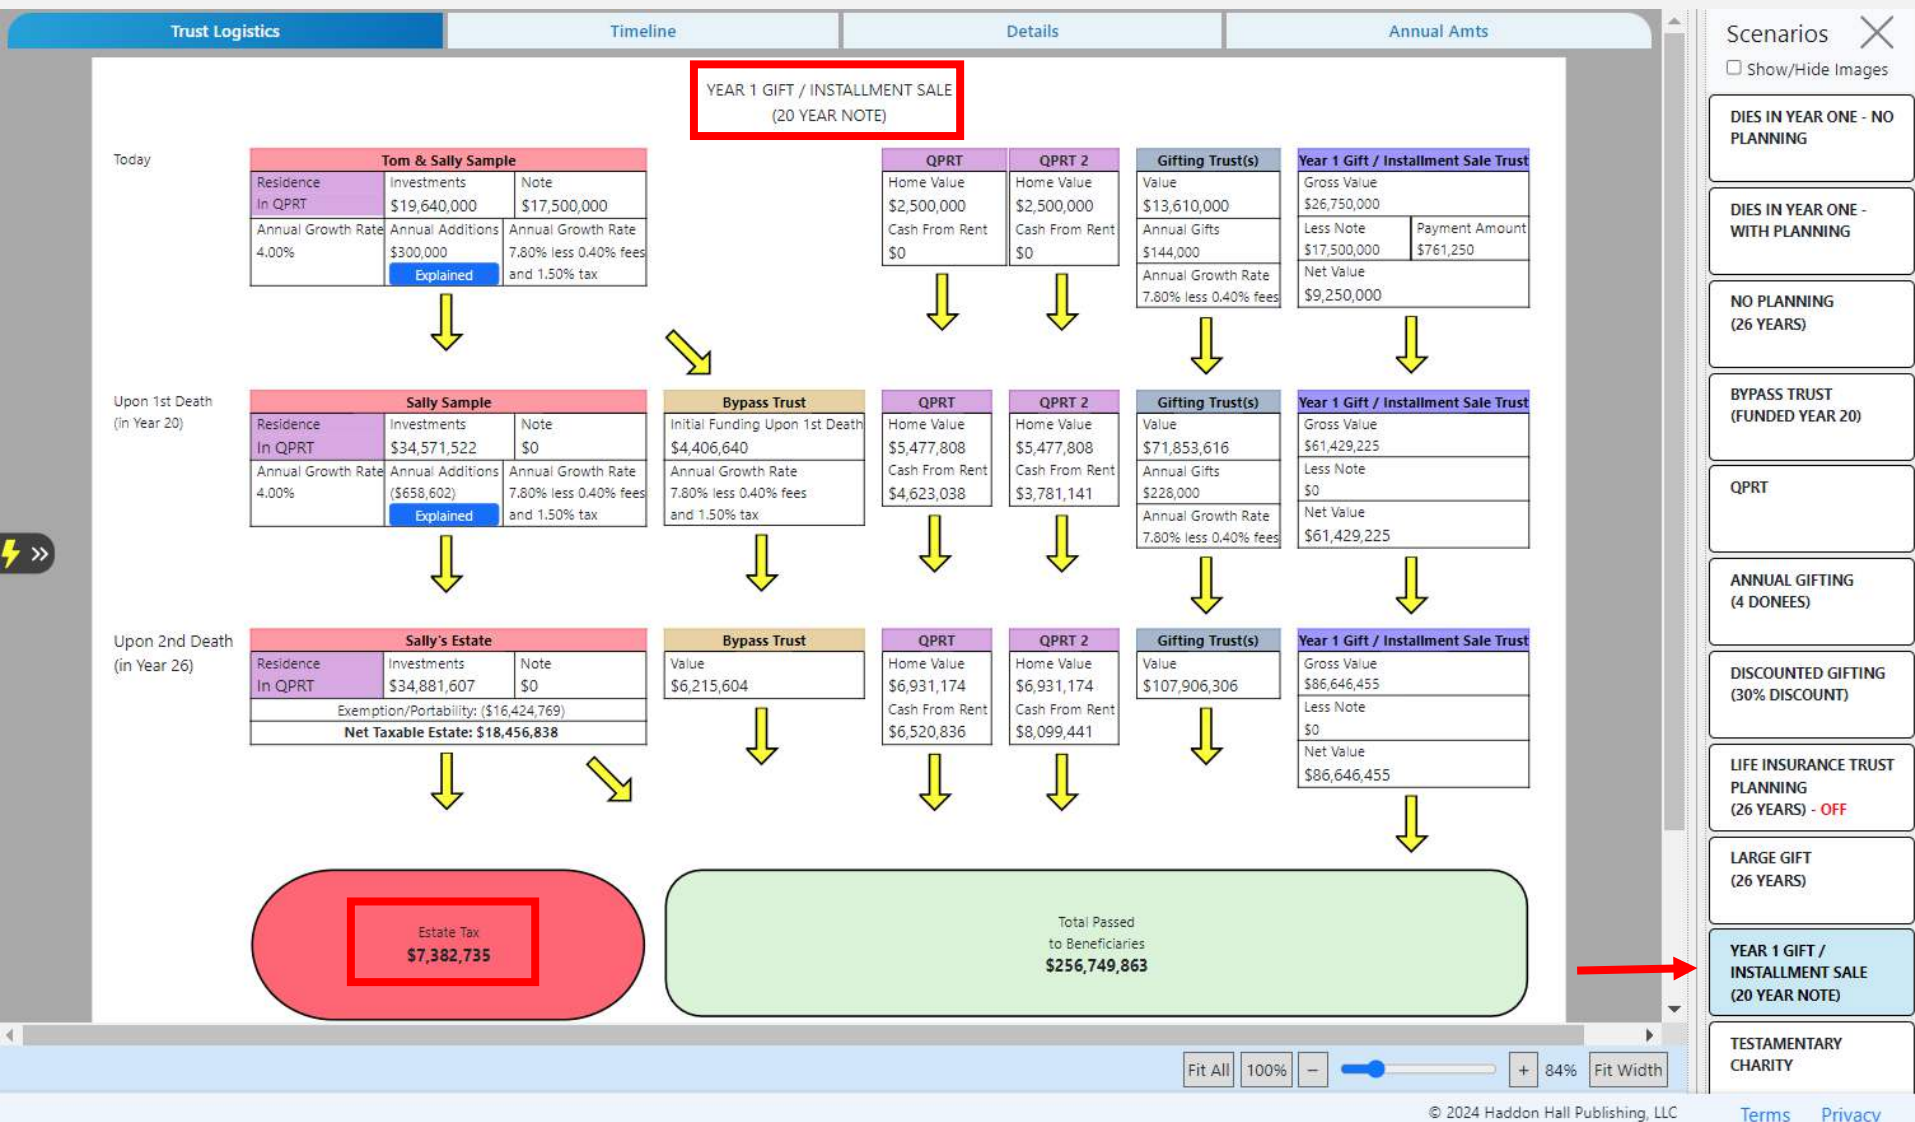 Trust Logistics
Timeline
Details
Annual Amts
YEAR 1 GIFT / INSTALLMENT SALE
(20 YEAR NOTE)
Today
Tom & Sally Sample
Residence
In QPRT
Investments
$19,640,000
Note
$17,500,000
Annual Growth Rate
4.00%
Annual Additions
$300,000
Explained
Annual Growth Rate
7.80% less 0.40% fees
and 1.50% tax
QPRT
Home Value
$2,500,000
Cash From Rent
$0
QPRT 2
Home Value
$2,500,000
Cash From Rent
$0
Gifting Trust(s)
Value
$13,610,000
Annual Gifts
$144,000
Annual Growth Rate
7.80% less 0.40% fees
Year 1 Gift / Installment Sale Trust
Gross Value
$26,750,000
Less Note
$17,500,000
Payment Amount
$761,250
Net Value
$9,250,000
Upon 1st Death
(in Year 20)
Sally Sample
Residence
In QPRT
Investments
$34,571,522
Note
$0
Annual Growth Rate
4.00%
Annual Additions
($658,602)
Explained
Annual Growth Rate
7.80% less 0.40% fees
and 1.50% tax
Bypass Trust
Initial Funding Upon 1st Death
$4,406,640
Annual Growth Rate
7.80% less 0.40% fees
and 1.50% tax
QPRT
Home Value
$5,477,808
Cash From Rent
$4,623,038
QPRT 2
Home Value
$5,477,808
Cash From Rent
$3,781,141
Gifting Trust(s)
Value
$71,853,616
Annual Gifts
$228,000
Annual Growth Rate
7.80% less 0.40% fees
Year 1 Gift / Installment Sale Trust
Gross Value
$61,429,225
Less Note
$0
Net Value
$61,429,225
Upon 2nd Death
(in Year 26)
Sally's Estate
Residence
In QPRT
Investments
$34,881,607
Note
$0
Exemption/Portability: ($16,424,769)
Net Taxable Estate: $18,456,838
Bypass Trust
Value
$6,215,604
QPRT
Home Value
$6,931,174
Cash From Rent
$6,520,836
QPRT 2
Home Value
$6,931,174
Cash From Rent
$8,099,441
Gifting Trust(s)
Value
$107,906,306
Year 1 Gift / Installment Sale Trust
Gross Value
$86,646,455
Less Note
$0
Net Value
$86,646,455
Estate Tax
$7,382,735
Total Passed
to Beneficiaries
$256,749,863
Fit All
100%
−
+
84%
Fit Width
Scenarios
Show/Hide Images
DIES IN YEAR ONE - NO
PLANNING
DIES IN YEAR ONE -
WITH PLANNING
NO PLANNING
(26 YEARS)
BYPASS TRUST
(FUNDED YEAR 20)
QPRT
ANNUAL GIFTING
(4 DONEES)
DISCOUNTED GIFTING
(30% DISCOUNT)
LIFE INSURANCE TRUST
PLANNING
(26 YEARS) - OFF
LARGE GIFT
(26 YEARS)
YEAR 1 GIFT /
INSTALLMENT SALE
(20 YEAR NOTE)
TESTAMENTARY
CHARITY
© 2024 Haddon Hall Publishing, LLC
Terms
Privacy